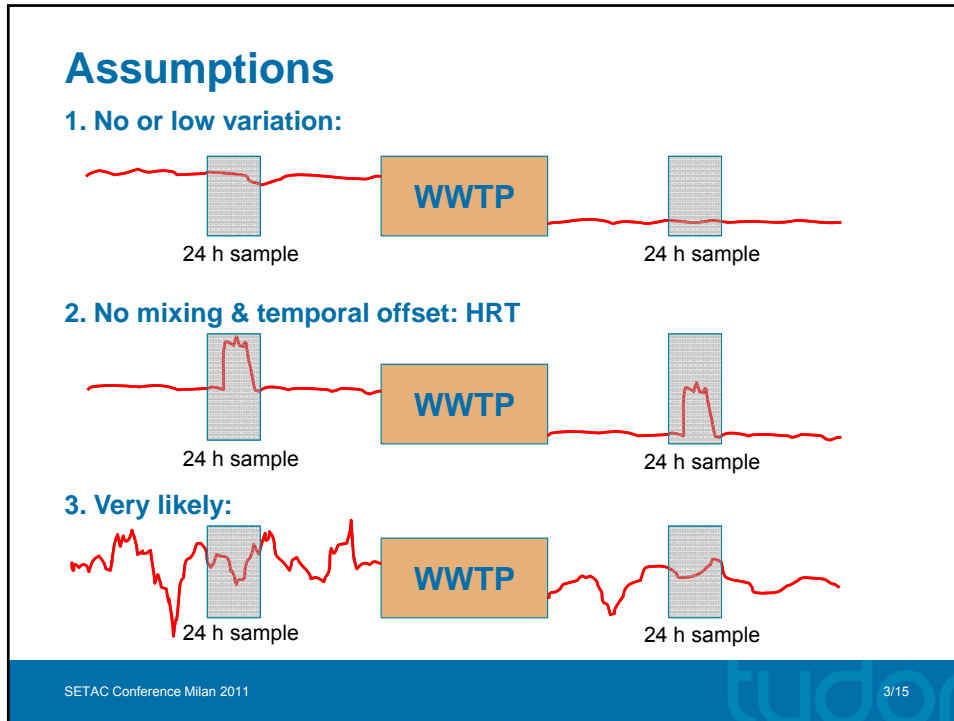 Assumptions
1. No or low variation:
WWTP
24 h sample
24 h sample
2. No mixing & temporal offset: HRT
WWTP
24 h sample
24 h sample
3. Very likely:
WWTP
24 h sample
24 h sample
SETAC Conference Milan 2011
tudor
3/15